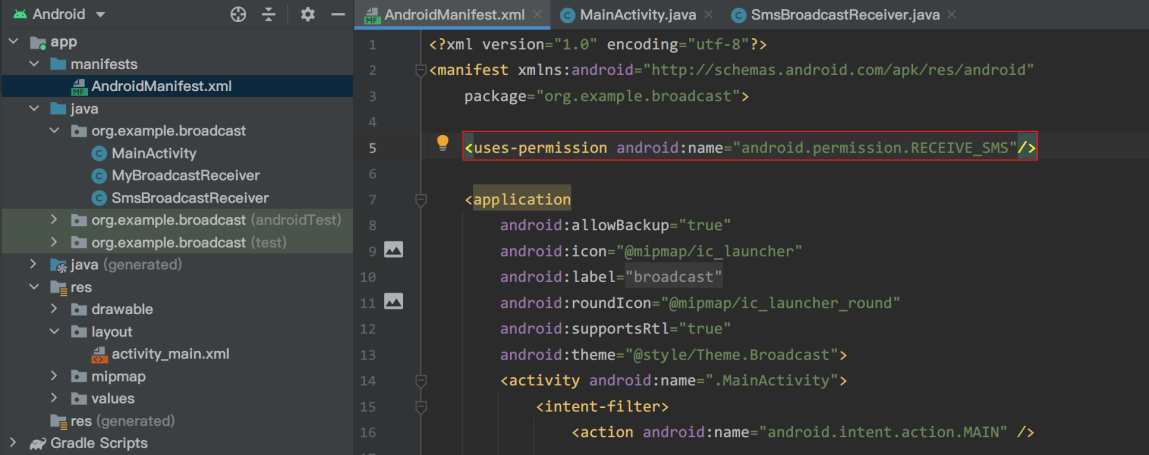 Android
app
manifests
AndroidManifest.xml
java
org.example.broadcast
MainActivity
MyBroadcastReceiver
SmsBroadcastReceiver
org.example.broadcast (androidTest)
org.example.broadcast (test)
java (generated)
res
drawable
layout
activity_main.xml
mipmap
values
res (generated)
Gradle Scripts
AndroidManifest.xml MainActivity.java SmsBroadcastReceiver.java
1 <?xml version="1.0" encoding="utf-8"?>
2 <manifest xmlns:android="http://schemas.android.com/apk/res/android"
3 package="org.example.broadcast">
4
5 <uses-permission android:name="android.permission.RECEIVE_SMS"/>
6
7 <application
8 android:allowBackup="true"
9 android:icon="@mipmap/ic_launcher"
10 android:label="broadcast"
11 android:roundIcon="@mipmap/ic_launcher_round"
12 android:supportsRtl="true"
13 android:theme="@style/Theme.Broadcast">
14 <activity android:name=".MainActivity">
15 <intent-filter>
16 <action android:name="android.intent.action.MAIN" />